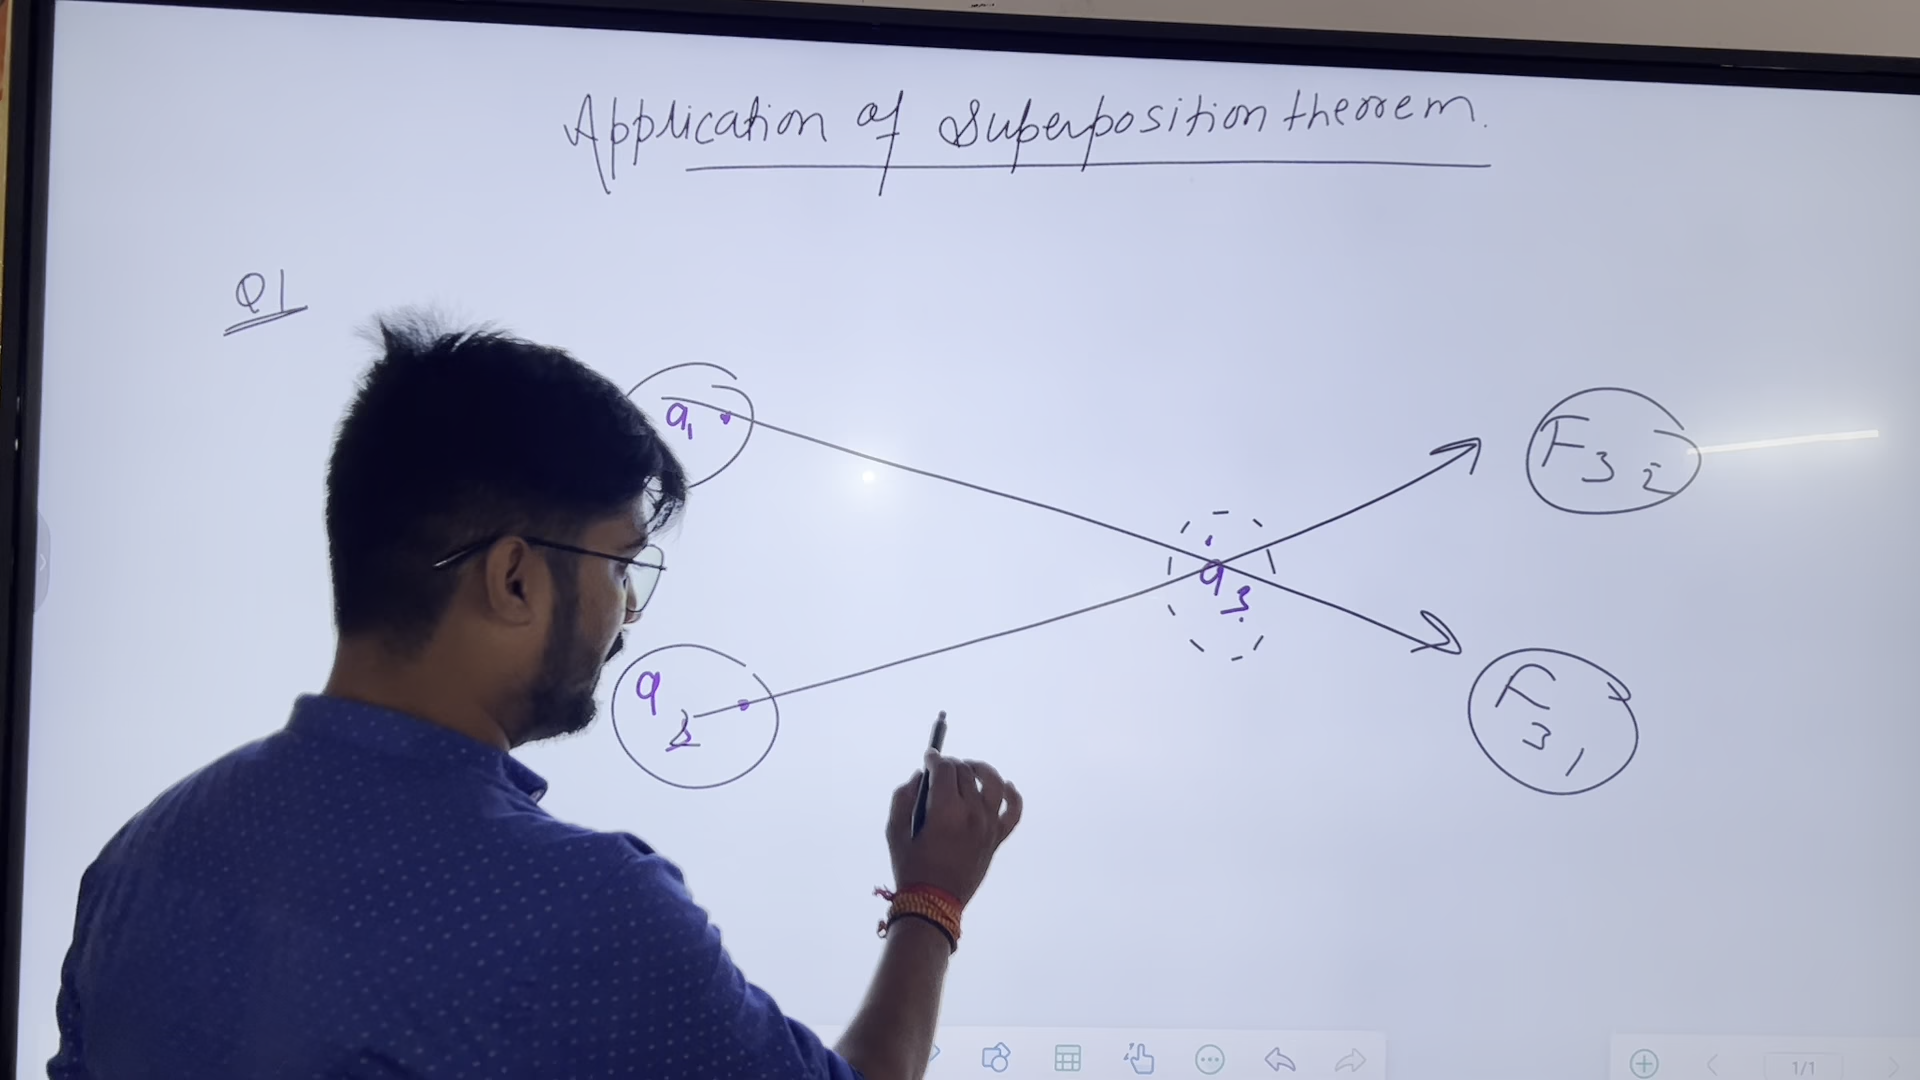 Application of Superposition theorem.
Q1
q1
F32
q3
q2
F31
1/1